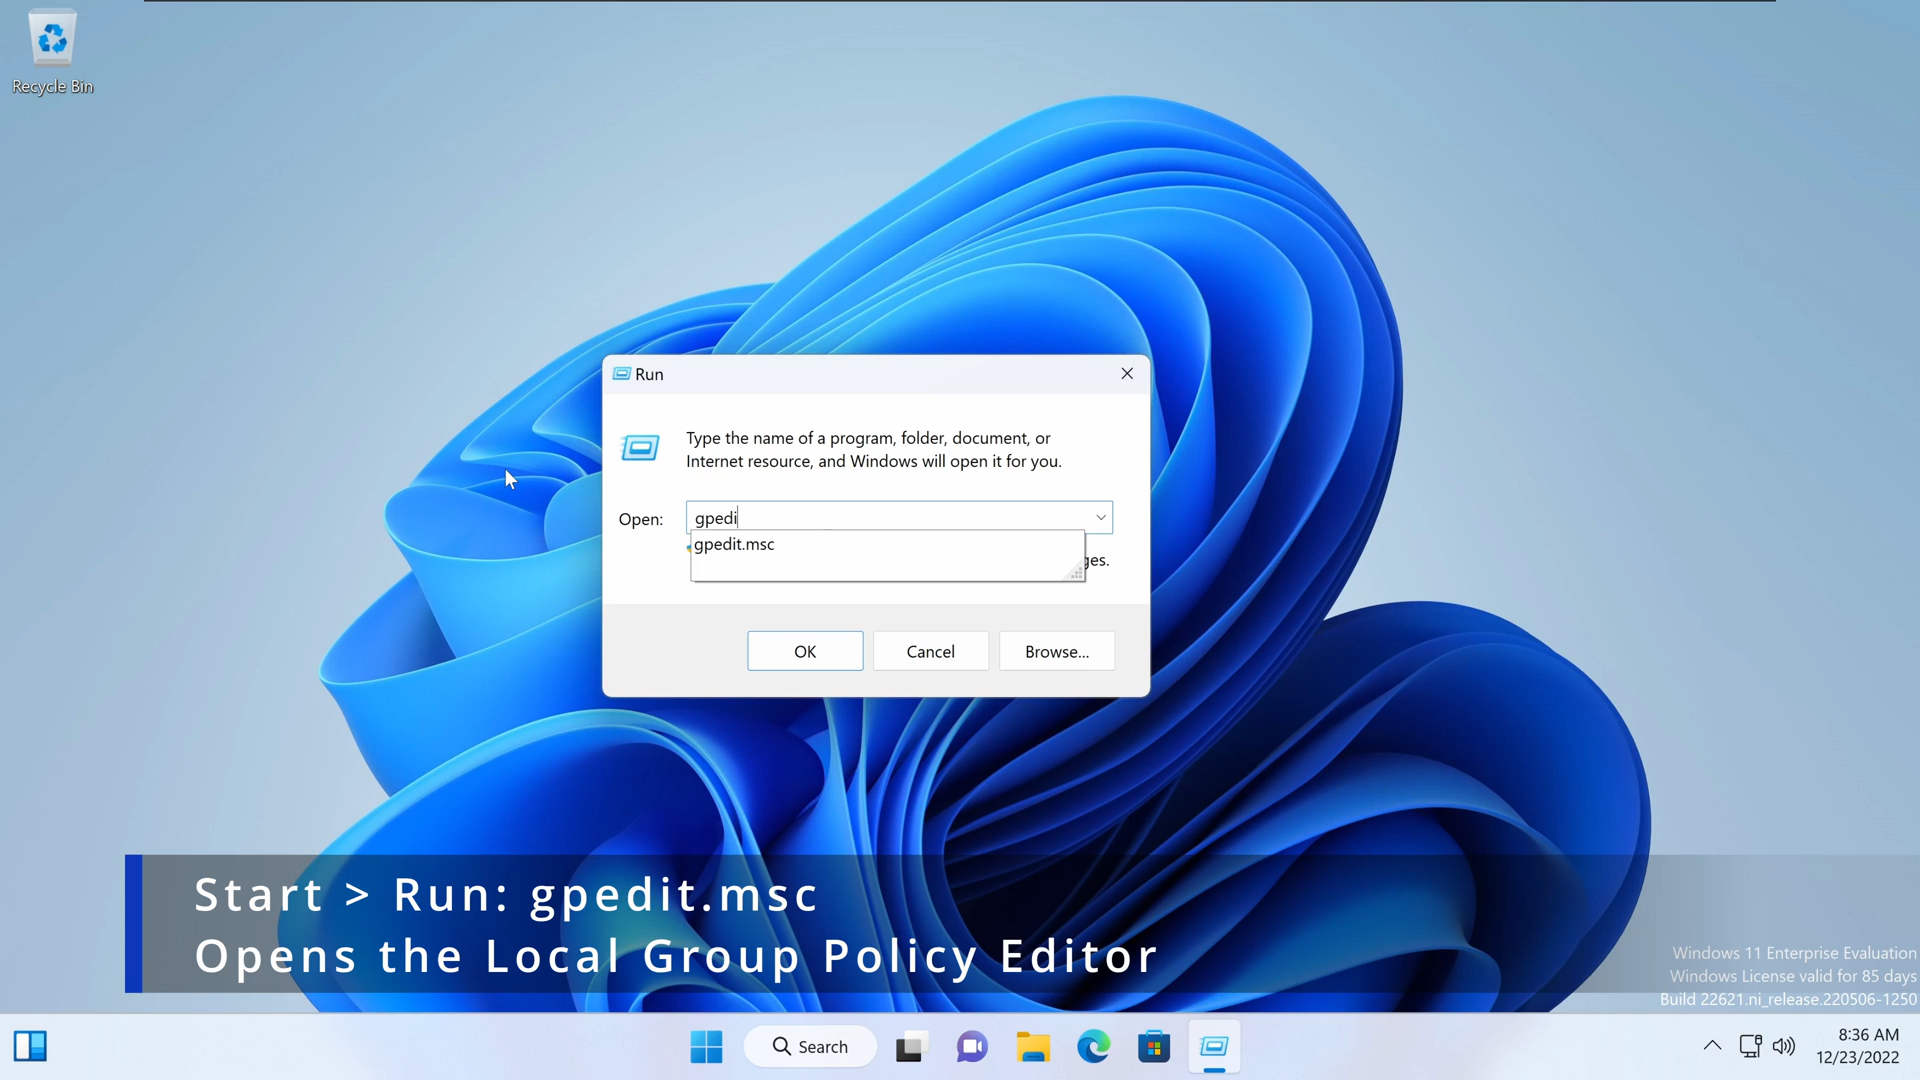 Recycle Bin
Run
Type the name of a program, folder, document, or
Internet resource, and Windows will open it for you.
Open:
gpedi
gpedit.msc
ges.
OK
Cancel
Browse...
Start > Run: gpedit.msc
Opens the Local Group Policy Editor
Windows 11 Enterprise Evaluation
Windows License valid for 85 days
Build 22621.ni_release.220506-1250
Search
8:36 AM
12/23/2022